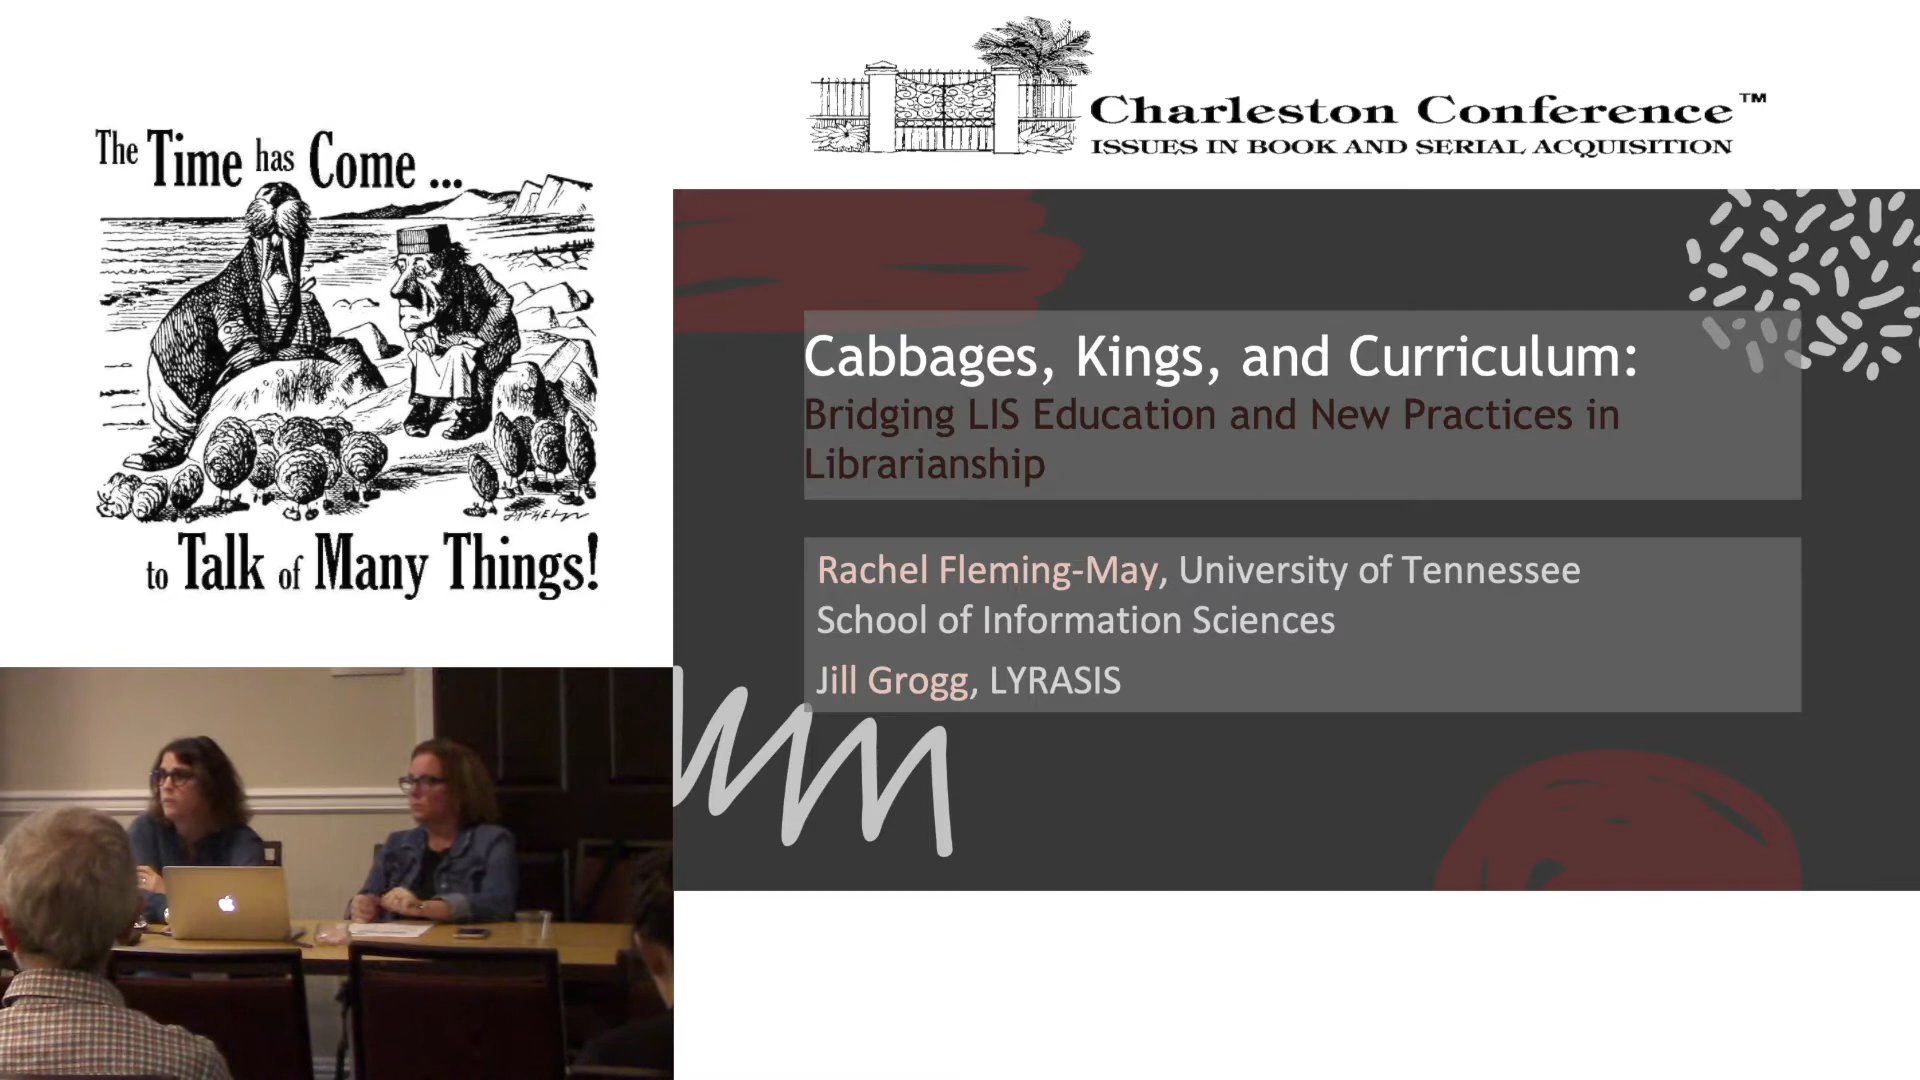 Charleston Conference™
ISSUES IN BOOK AND SERIAL ACQUISITION
The Time has Come ...
to Talk of Many Things!
Cabbages, Kings, and Curriculum:
Bridging LIS Education and New Practices in
Librarianship
Rachel Fleming-May, University of Tennessee
School of Information Sciences
Jill Grogg, LYRASIS